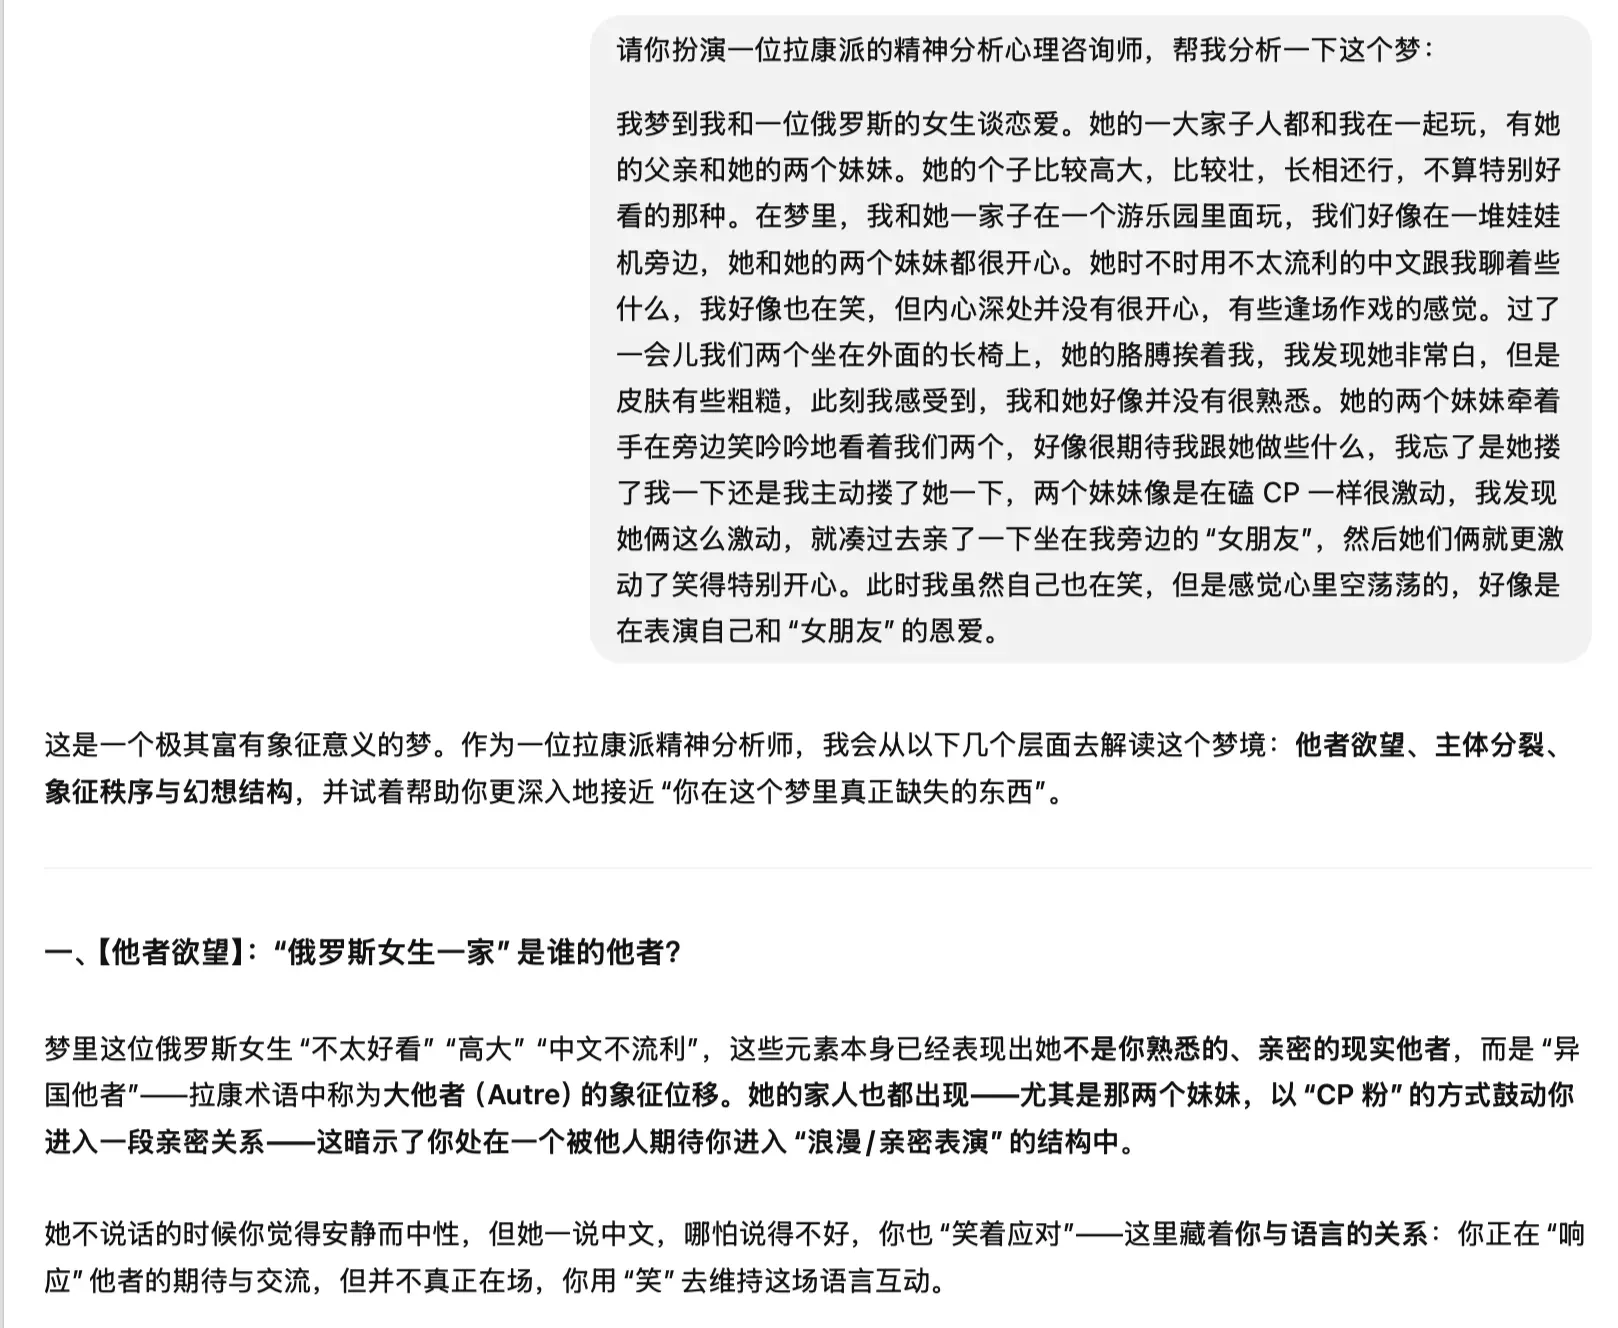 请你扮演一位拉康派的精神分析心理咨询师，帮我分析一下这个梦：
我梦到我和一位俄罗斯的女生谈恋爱。她的一大家子人都和我在一起玩，有她
的父亲和她的两个妹妹。她的个子比较高大，比较壮，长相还行，不算特别好
看的那种。在梦里，我和她一家子在一个游乐园里面玩，我们好像在一堆娃娃
机旁边，她和她的两个妹妹都很开心。她时不时用不太流利的中文跟我聊着些
什么，我好像也在笑，但内心深处并没有很开心，有些逢场作戏的感觉。过了
一会儿我们两个坐在外面的长椅上，她的胳膊挨着我，我发现她非常白，但是
皮肤有些粗糙，此刻我感受到，我和她好像并没有很熟悉。她的两个妹妹牵着
手在旁边笑吟吟地看着我们两个，好像很期待我跟她做些什么，我忘了是她搂
了我一下还是我主动搂了她一下，两个妹妹像是在磕 CP 一样很激动，我发现
她俩这么激动，就凑过去亲了一下坐在我旁边的“女朋友”，然后她们俩就更激
动了笑得特别开心。此时我虽然自己也在笑，但是感觉心里空荡荡的，好像是
在表演自己和“女朋友”的恩爱。
这是一个极其富有象征意义的梦。作为一位拉康派精神分析师，我会从以下几个层面去解读这个梦境：他者欲望、主体分裂、
象征秩序与幻想结构，并试着帮助你更深入地接近“你在这个梦里真正缺失的东西”。
一、【他者欲望】：“俄罗斯女生一家”是谁的他者？
梦里这位俄罗斯女生“不太好看”“高大”“中文不流利”，这些元素本身已经表现出她不是你熟悉的、亲密的现实他者，而是“异
国他者”——拉康术语中称为大他者（Autre）的象征位移。她的家人也都出现——尤其是那两个妹妹，以“CP 粉”的方式鼓动你
进入一段亲密关系——这暗示了你处在一个被他人期待你进入“浪漫/亲密表演”的结构中。
她不说话的时候你觉得安静而中性，但她一说中文，哪怕说得不好，你也“笑着应对”——这里藏着你与语言的关系：你正在“响
应”他者的期待与交流，但并不真正在场，你用“笑”去维持这场语言互动。